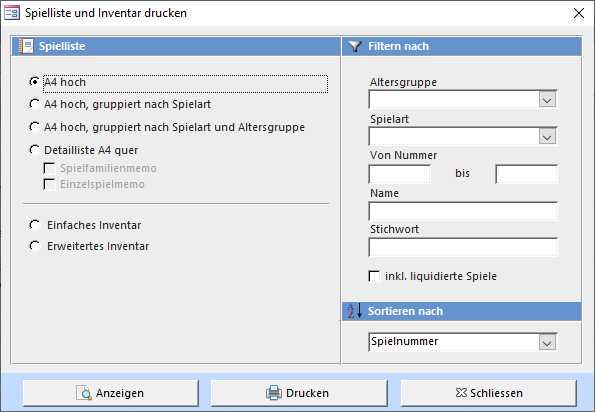 Spielliste und Inventar drucken
Spielliste
A4 hoch
A4 hoch, gruppiert nach Spielart
A4 hoch, gruppiert nach Spielart und Altersgruppe
Detailliste A4 quer
Spielfamilienmemo
Einzelspielmemo
Einfaches Inventar
Erweitertes Inventar
Filtern nach
Altersgruppe
Spielart
Von Nummer bis
Name
Stichwort
inkl. liquidierte Spiele
Sortieren nach
Spielnummer
Anzeigen Drucken Schliessen